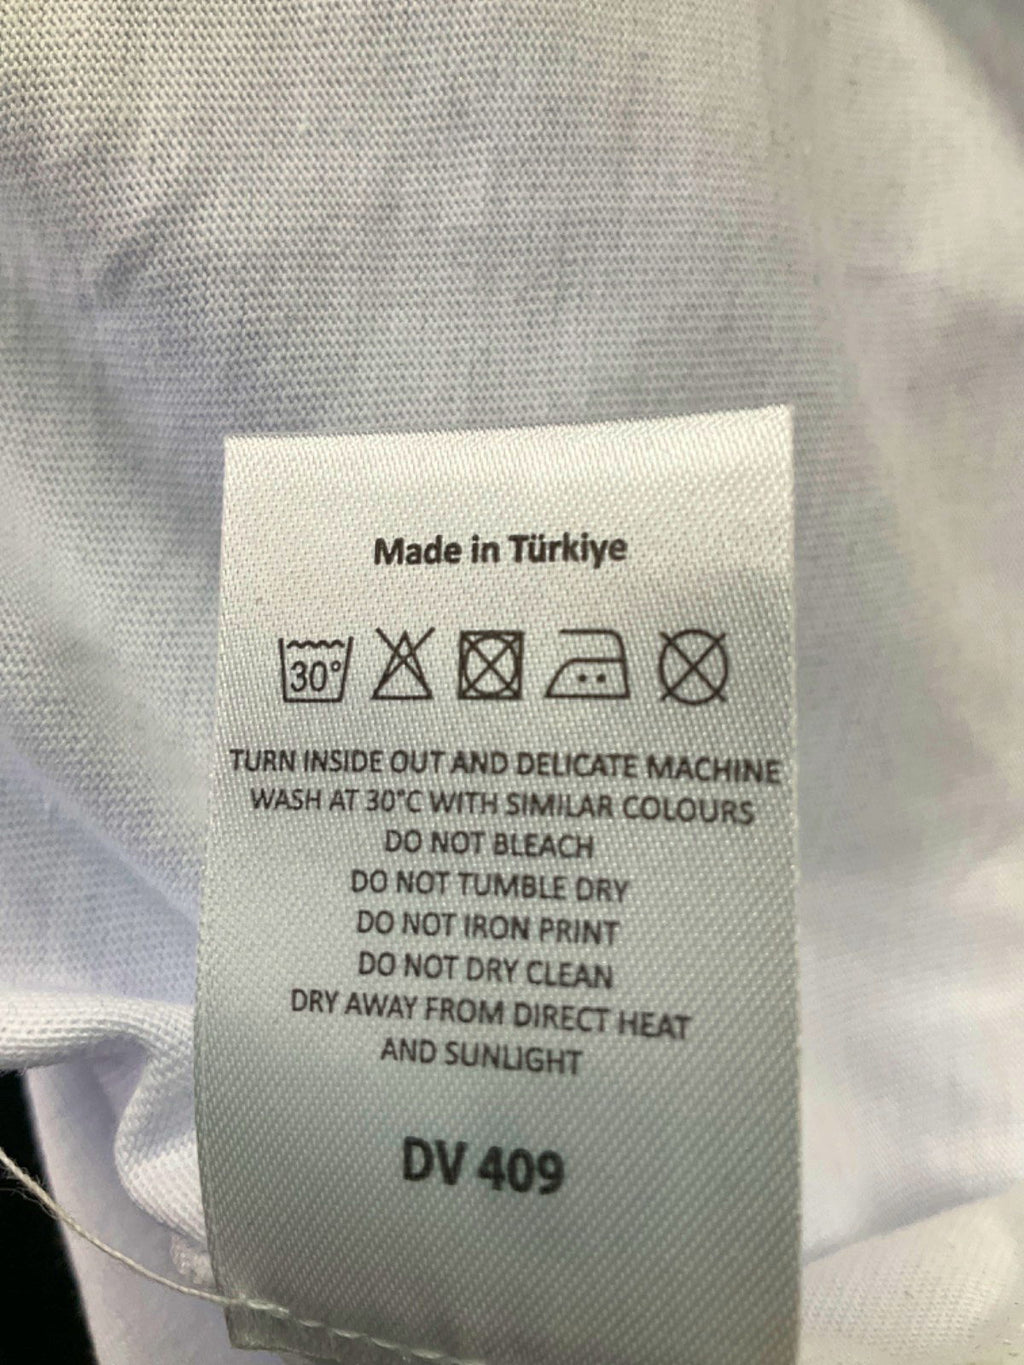 Made in Türkiye
30°
TURN INSIDE OUT AND DELICATE MACHINE
WASH AT 30°C WITH SIMILAR COLOURS
DO NOT BLEACH
DO NOT TUMBLE DRY
DO NOT IRON PRINT
DO NOT DRY CLEAN
DRY AWAY FROM DIRECT HEAT
AND SUNLIGHT
DV 409